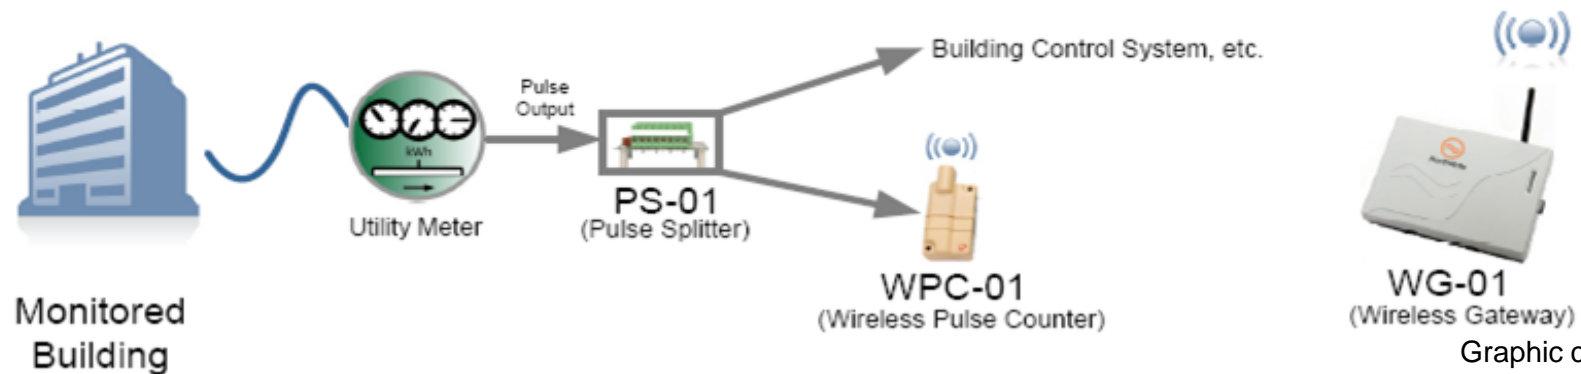 Building Control System, etc.
Pulse
Output
kWh
Utility Meter
PS-01
(Pulse Splitter)
WPC-01
(Wireless Pulse Counter)
WG-01
(Wireless Gateway)
Monitored
Building
Graphic